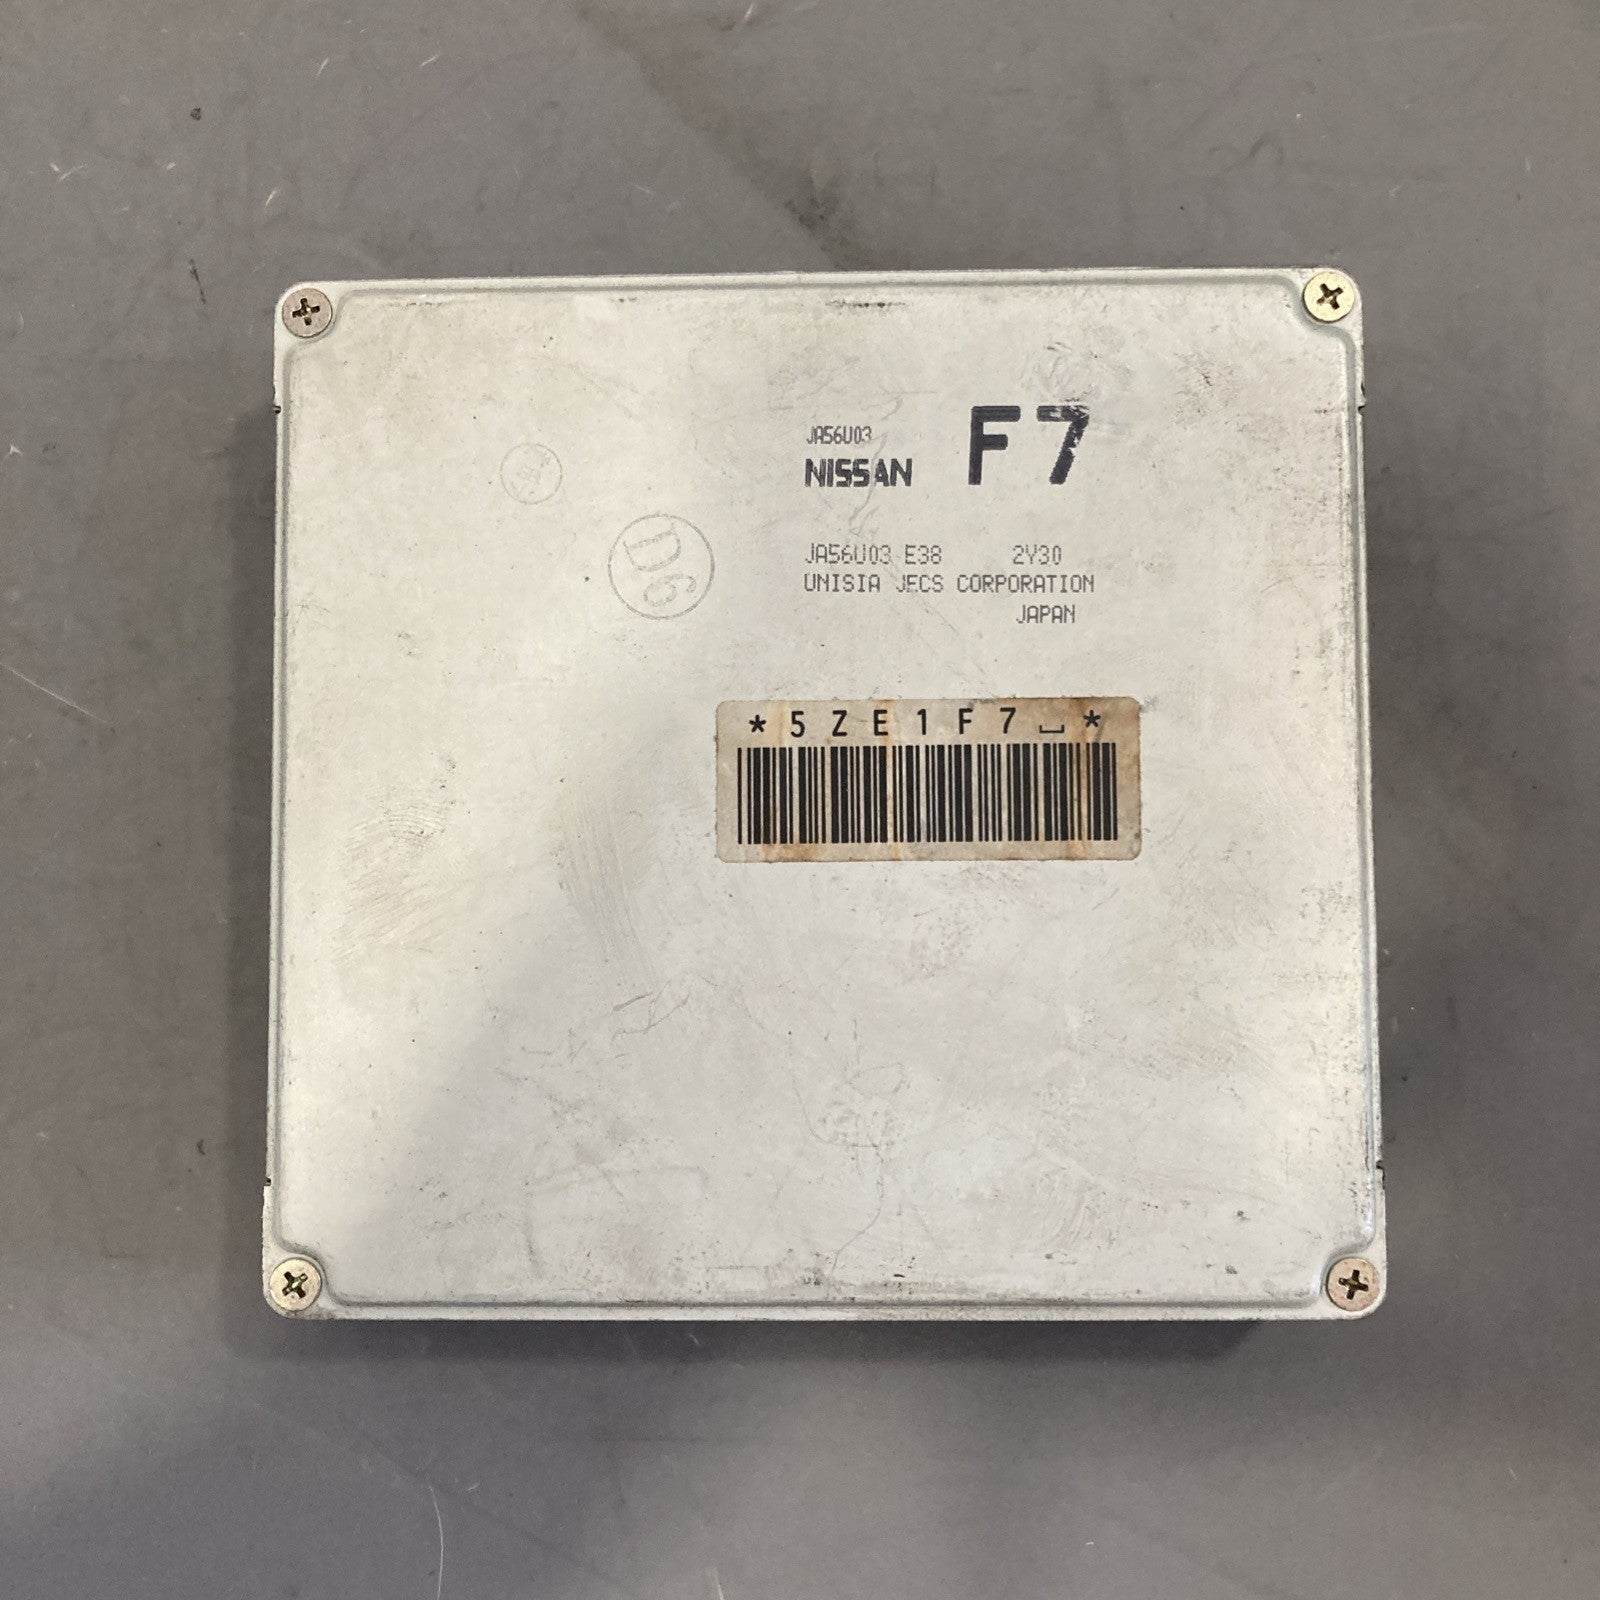 JA56U03
NISSAN F7
D6
JA56U03 E38 2Y30
UNISIA JECS CORPORATION
JAPAN
*5ZE1F7⎵*